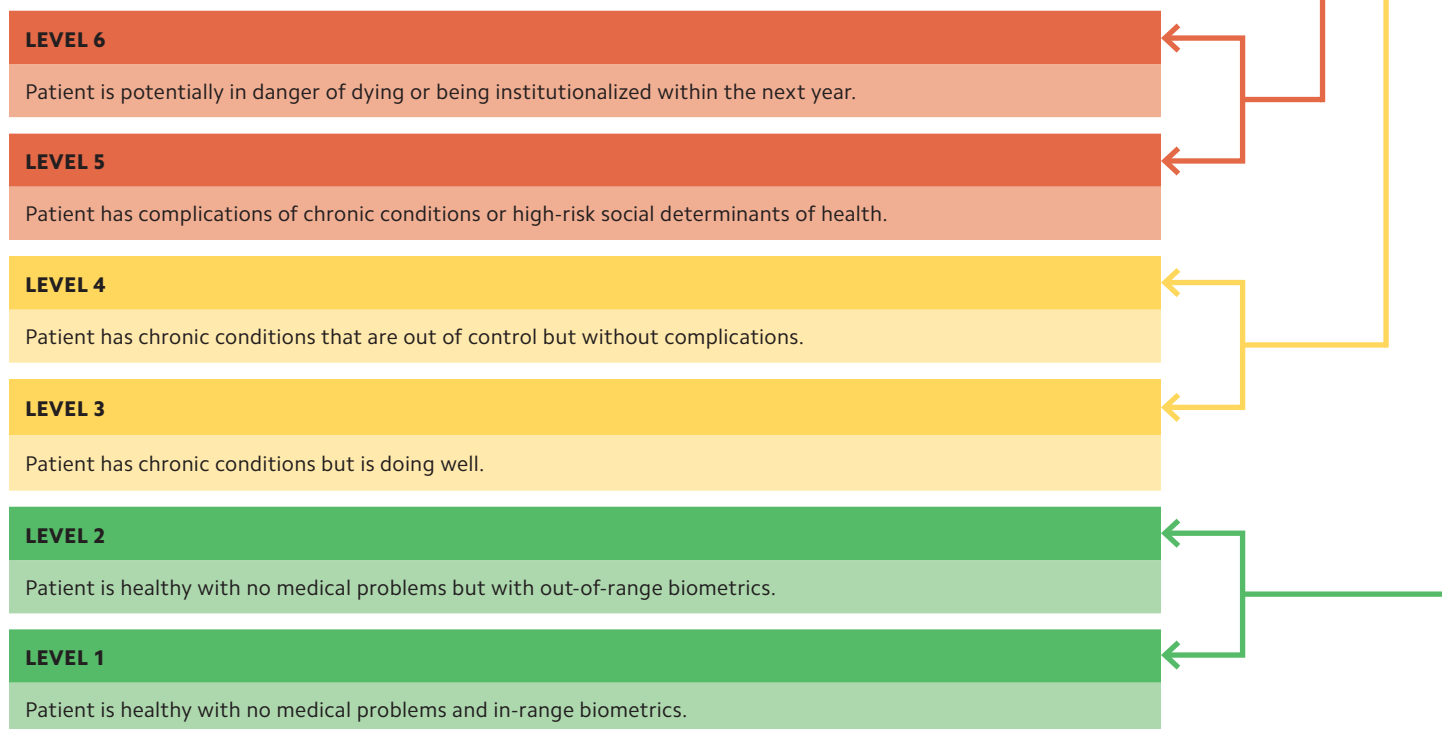 LEVEL 6
Patient is potentially in danger of dying or being institutionalized within the next year.
LEVEL 5
Patient has complications of chronic conditions or high-risk social determinants of health.
LEVEL 4
Patient has chronic conditions that are out of control but without complications.
LEVEL 3
Patient has chronic conditions but is doing well.
LEVEL 2
Patient is healthy with no medical problems but with out-of-range biometrics.
LEVEL 1
Patient is healthy with no medical problems and in-range biometrics.